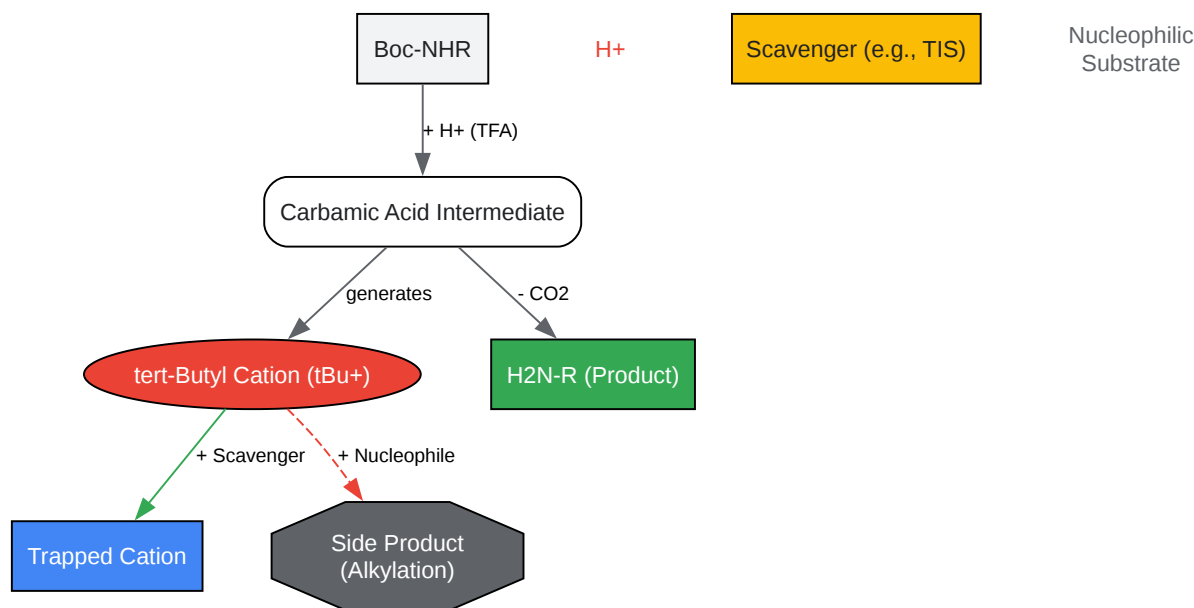 Boc-NHR
H+
Scavenger (e.g., TIS)
Nucleophilic
Substrate
+ H+ (TFA)
Carbamic Acid Intermediate
generates
- CO2
tert-Butyl Cation (tBu+)
H2N-R (Product)
+ Scavenger
+ Nucleophile
Trapped Cation
Side Product
(Alkylation)